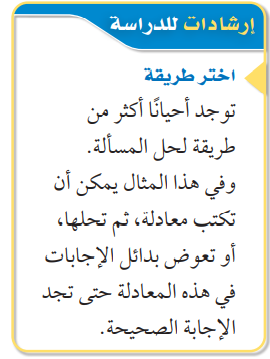 إرشادات للدراسة
اختر طريقة
توجد أحيانًا أكثر من
طريقة لحل المسألة.
وفي هذا المثال يمكن أن
تكتب معادلة، ثم تحلها،
أو تعوض بدائل الإجابات
في هذه المعادلة حتى تجد
الإجابة الصحيحة.